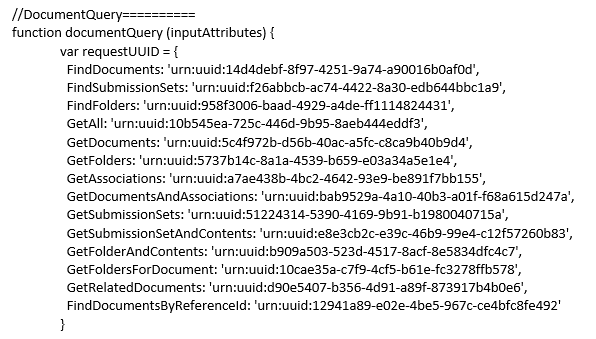 //DocumentQuery==========
function documentQuery (inputAttributes) {
var requestUUID = {
FindDocuments: 'urn:uuid:14d4debf-8f97-4251-9a74-a90016b0af0d',
FindSubmissionSets: 'urn:uuid:f26abbcb-ac74-4422-8a30-edb644bbc1a9',
FindFolders: 'urn:uuid:958f3006-baad-4929-a4de-ff1114824431',
GetAll: 'urn:uuid:10b545ea-725c-446d-9b95-8aeb444eddf3',
GetDocuments: 'urn:uuid:5c4f972b-d56b-40ac-a5fc-c8ca9b40b9d4',
GetFolders: 'urn:uuid:5737b14c-8a1a-4539-b659-e03a34a5e1e4',
GetAssociations: 'urn:uuid:a7ae438b-4bc2-4642-93e9-be891f7bb155',
GetDocumentsAndAssociations: 'urn:uuid:bab9529a-4a10-40b3-a01f-f68a615d247a',
GetSubmissionSets: 'urn:uuid:51224314-5390-4169-9b91-b1980040715a',
GetSubmissionSetAndContents: 'urn:uuid:e8e3cb2c-e39c-46b9-99e4-c12f57260b83',
GetFolderAndContents: 'urn:uuid:b909a503-523d-4517-8acf-8e5834dfc4c7',
GetFoldersForDocument: 'urn:uuid:10cae35a-c7f9-4cf5-b61e-fc3278ffb578',
GetRelatedDocuments: 'urn:uuid:d90e5407-b356-4d91-a89f-873917b4b0e6',
FindDocumentsByReferenceId: 'urn:uuid:12941a89-e02e-4be5-967c-ce4bfc8fe492'
}